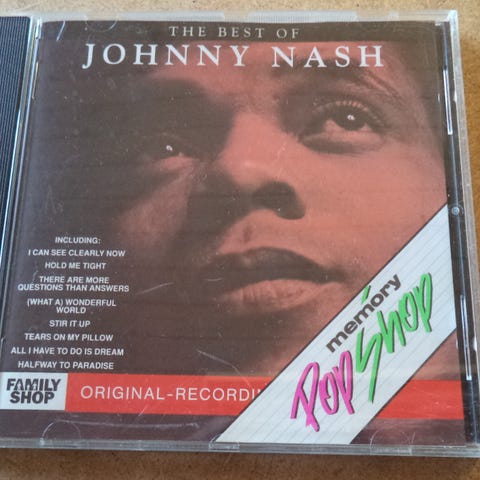 THE BEST OF
JOHNNY NASH
INCLUDING:
I CAN SEE CLEARLY NOW
HOLD ME TIGHT
THERE ARE MORE
QUESTIONS THAN ANSWERS
(WHAT A) WONDERFUL
WORLD
STIR IT UP
TEARS ON MY PILLOW
ALL I HAVE TO DO IS DREAM
HALFWAY TO PARADISE
FAMILY
SHOP
memory
Pop Shop